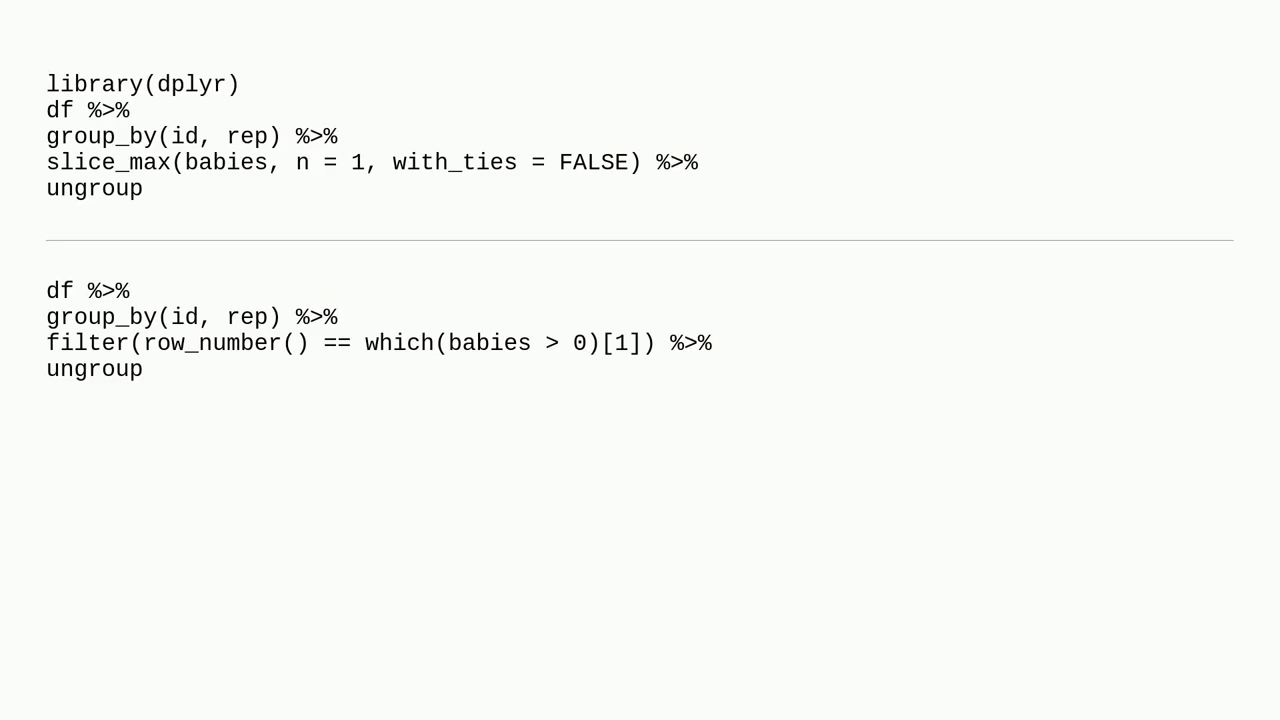 library(dplyr)
df %>%
group_by(id, rep) %>%
slice_max(babies, n = 1, with_ties = FALSE) %>%
ungroup
df %>%
group_by(id, rep) %>%
filter(row_number() == which(babies > 0)[1]) %>%
ungroup